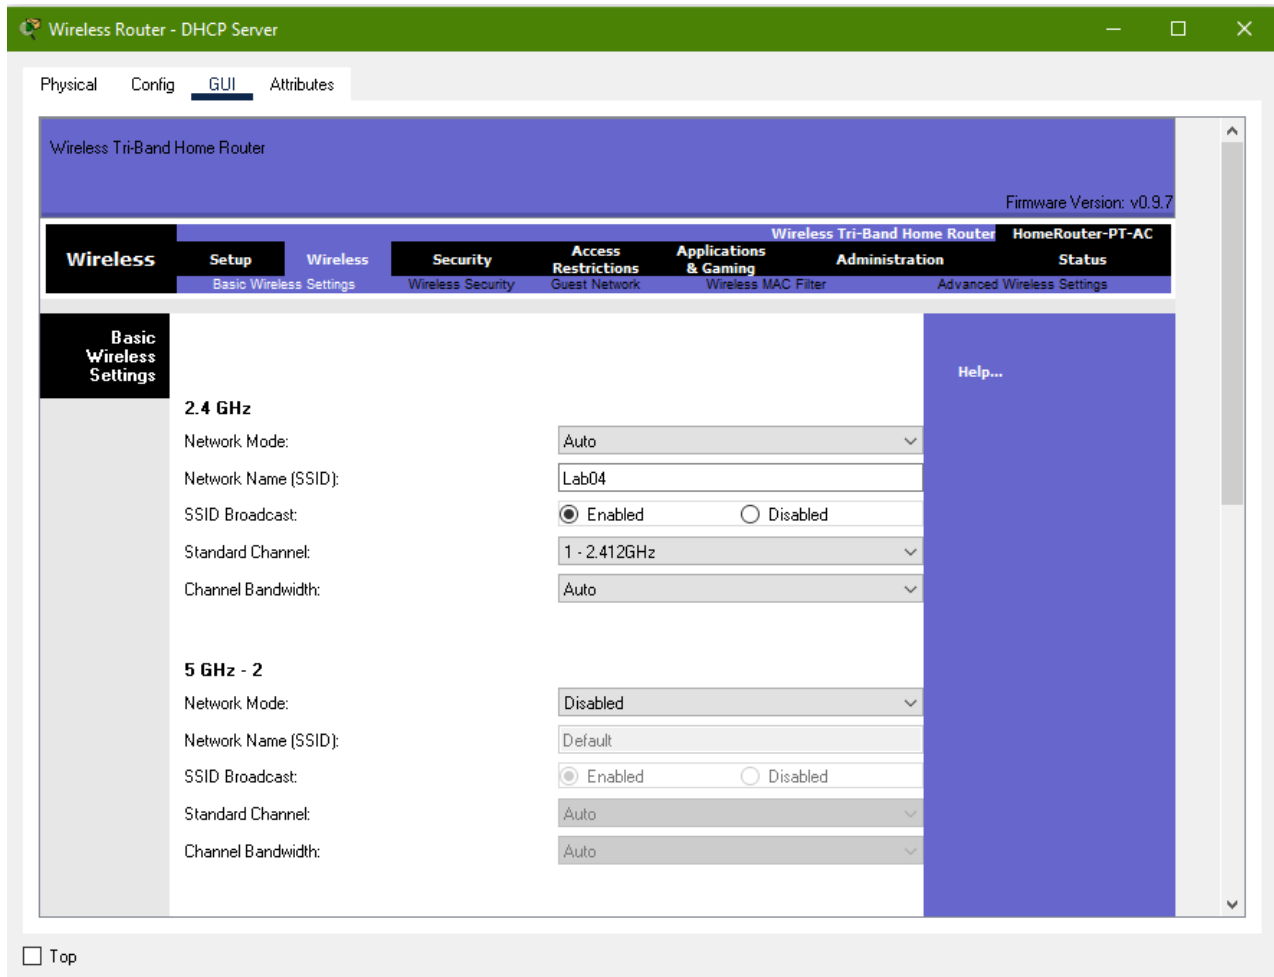 Wireless Router - DHCP Server
Physical Config GUI Attributes
Wireless Tri-Band Home Router
Firmware Version: v0.9.7
Wireless Tri-Band Home Router HomeRouter-PT-AC
Wireless Setup Wireless Security Access Restrictions Applications & Gaming Administration Status
Basic Wireless Settings Wireless Security Guest Network Wireless MAC Filter Advanced Wireless Settings
Basic
Wireless
Settings
Help...
2.4 GHz
Network Mode: Auto
Network Name (SSID): Lab04
SSID Broadcast: Enabled Disabled
Standard Channel: 1 - 2.412GHz
Channel Bandwidth: Auto
5 GHz - 2
Network Mode: Disabled
Network Name (SSID): Default
SSID Broadcast: Enabled Disabled
Standard Channel: Auto
Channel Bandwidth: Auto
Top